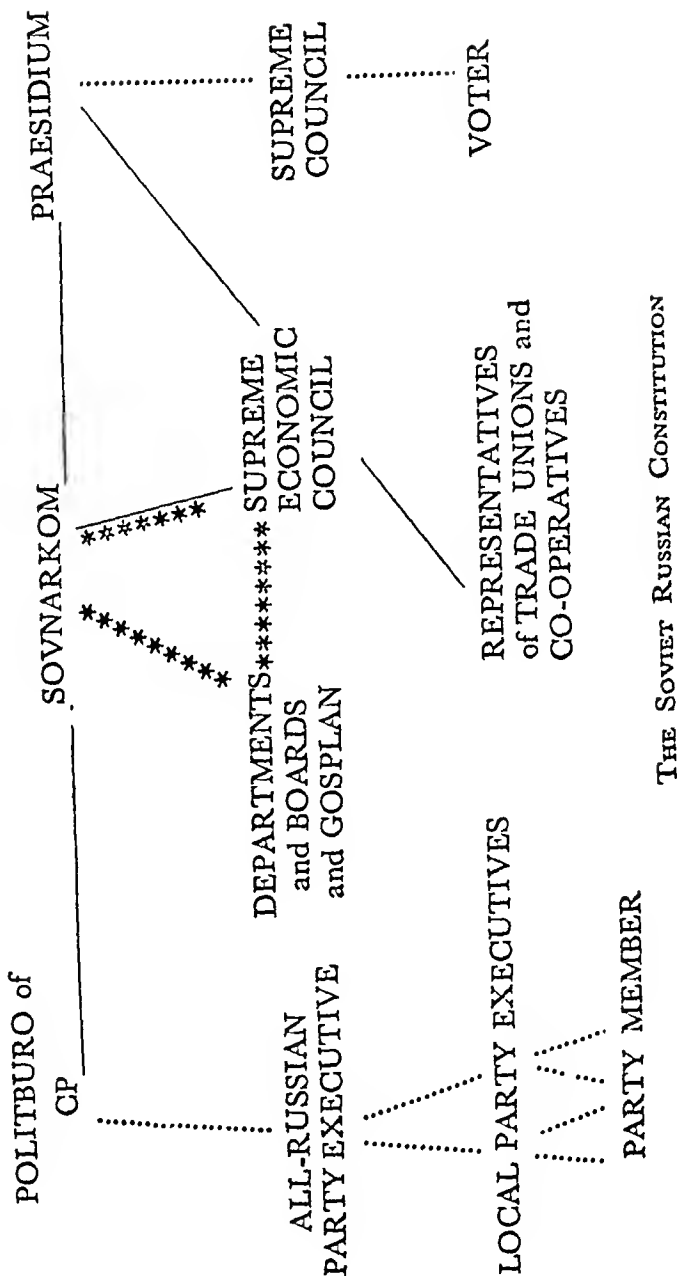 POLITBURO of
CP
SOVNARKOM
PRAESIDIUM
ALL-RUSSIAN
PARTY EXECUTIVE
DEPARTMENTS********* SUPREME
and BOARDS
and GOSPLAN
ECONOMIC
COUNCIL
SUPREME
COUNCIL
LOCAL PARTY EXECUTIVES
REPRESENTATIVES
of TRADE UNIONS and
CO-OPERATIVES
VOTER
PARTY MEMBER
THE SOVIET RUSSIAN CONSTITUTION